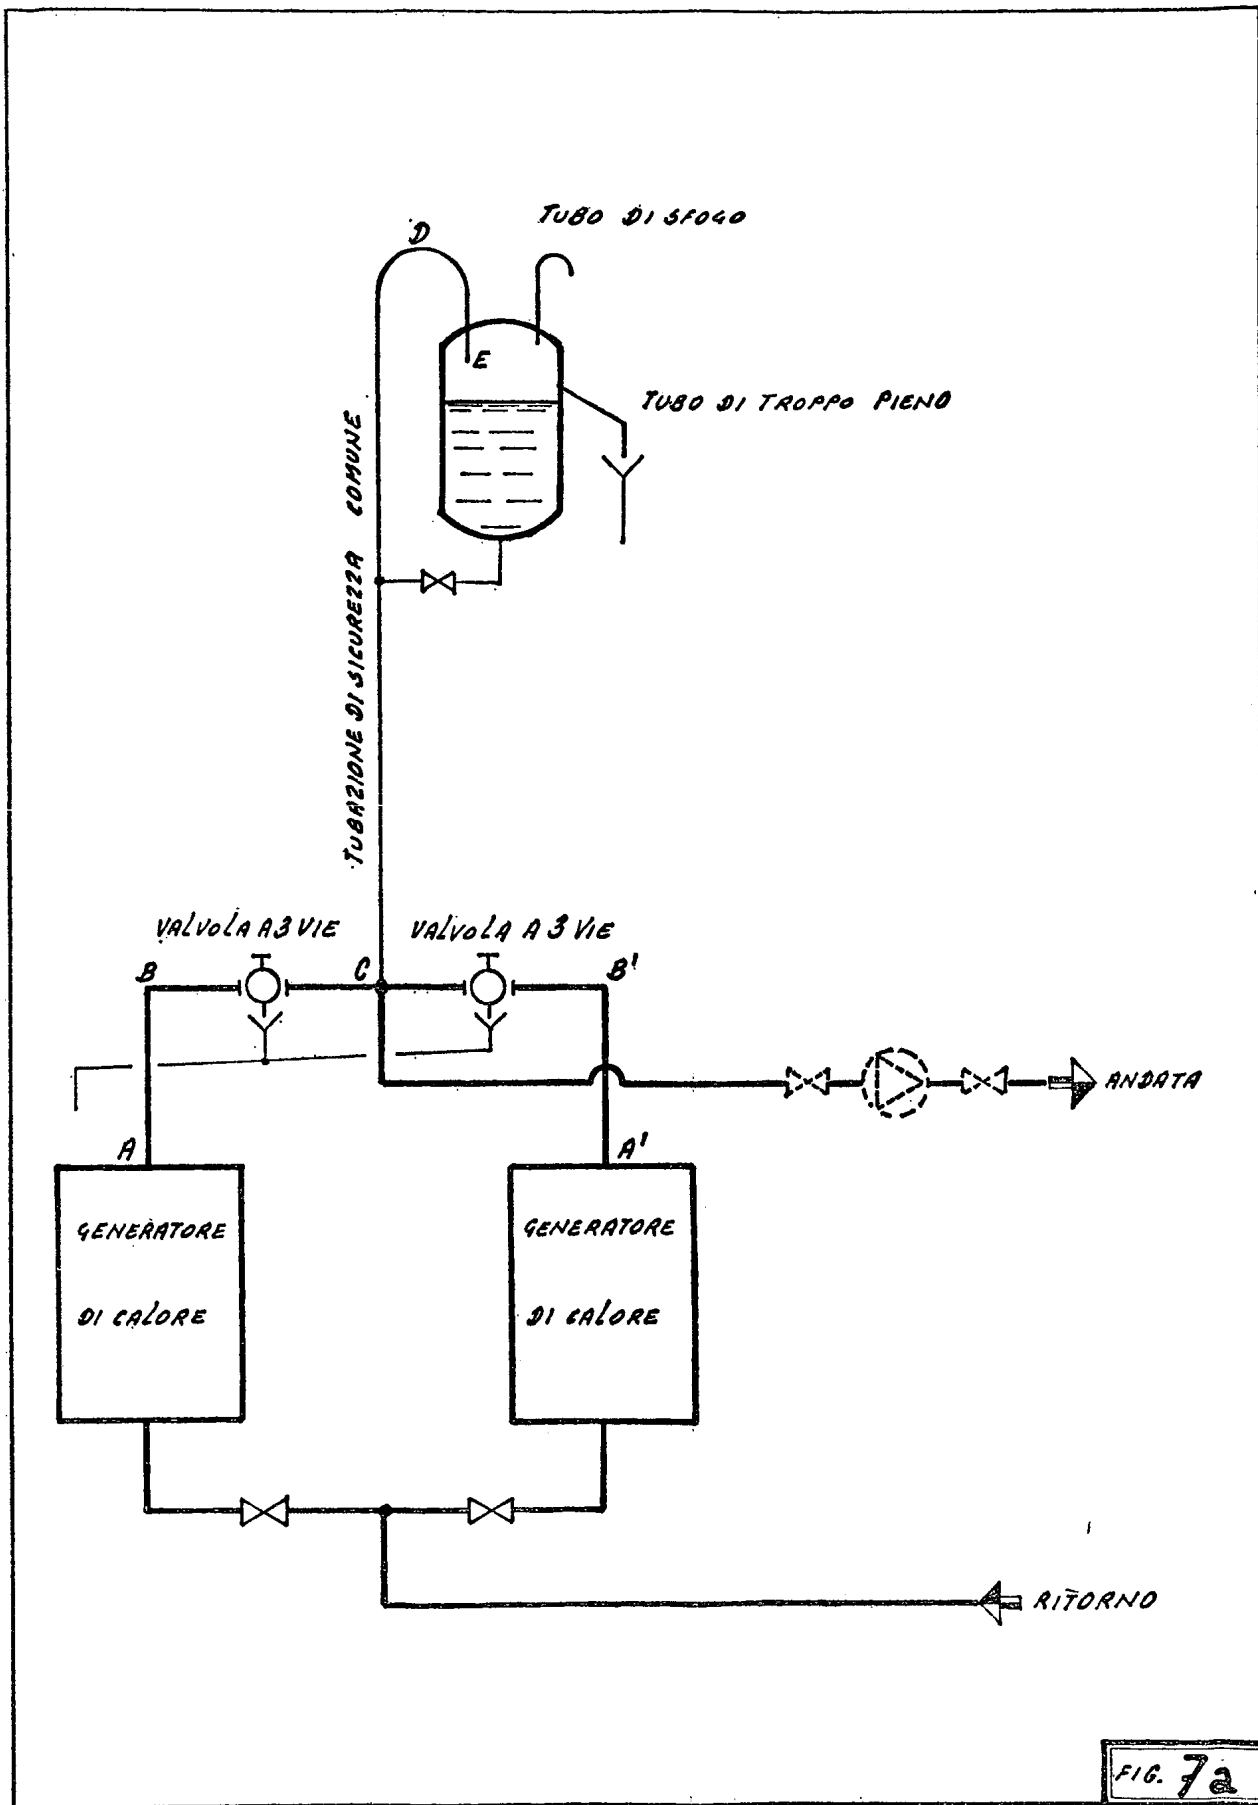 D
TUBO DI SFOGO
E
TUBO DI TROPPO PIENO
TUBAZIONE DI SICUREZZA COMUNE
VALVOLA A 3 VIE
VALVOLA A 3 VIE
B
C
B'
ANDATA
A
A'
GENERATORE
DI CALORE
GENERATORE
DI CALORE
RITORNO
FIG. 7a